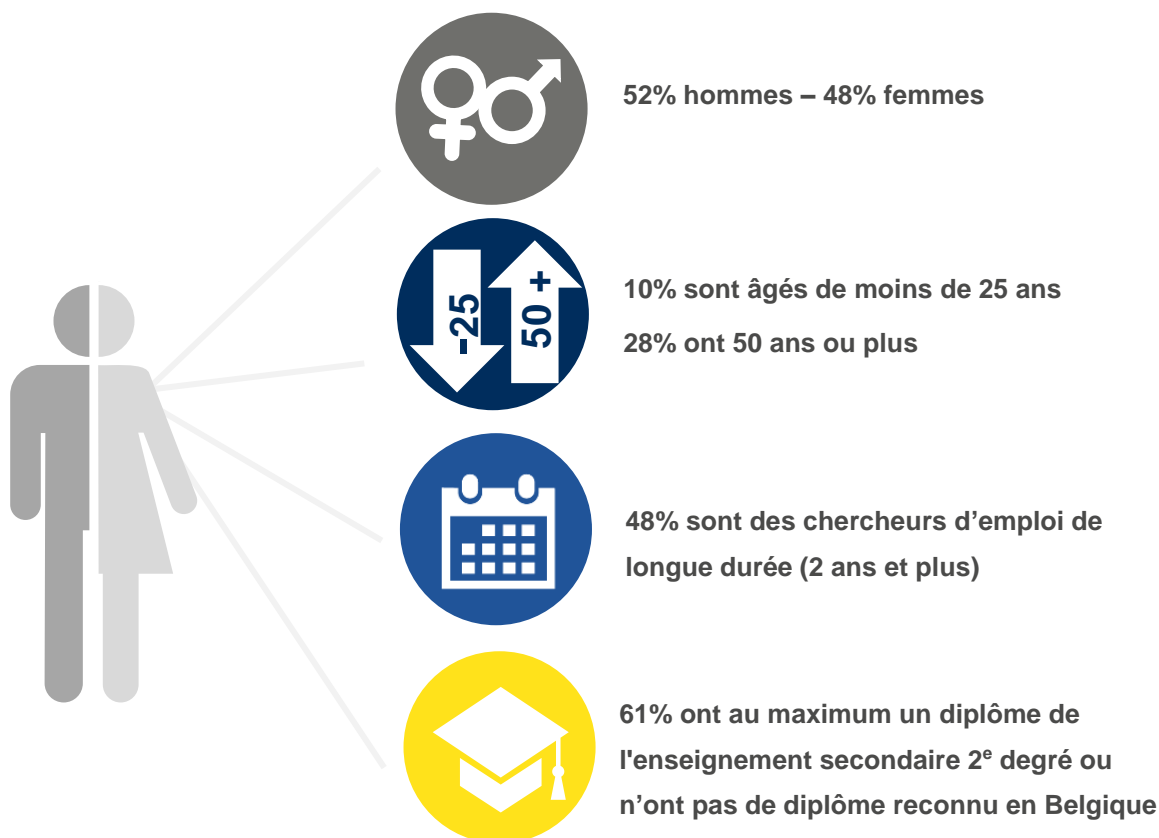 52% hommes – 48% femmes
-25
50 +
10% sont âgés de moins de 25 ans
28% ont 50 ans ou plus
48% sont des chercheurs d’emploi de
longue durée (2 ans et plus)
61% ont au maximum un diplôme de
l'enseignement secondaire 2e degré ou
n’ont pas de diplôme reconnu en Belgique